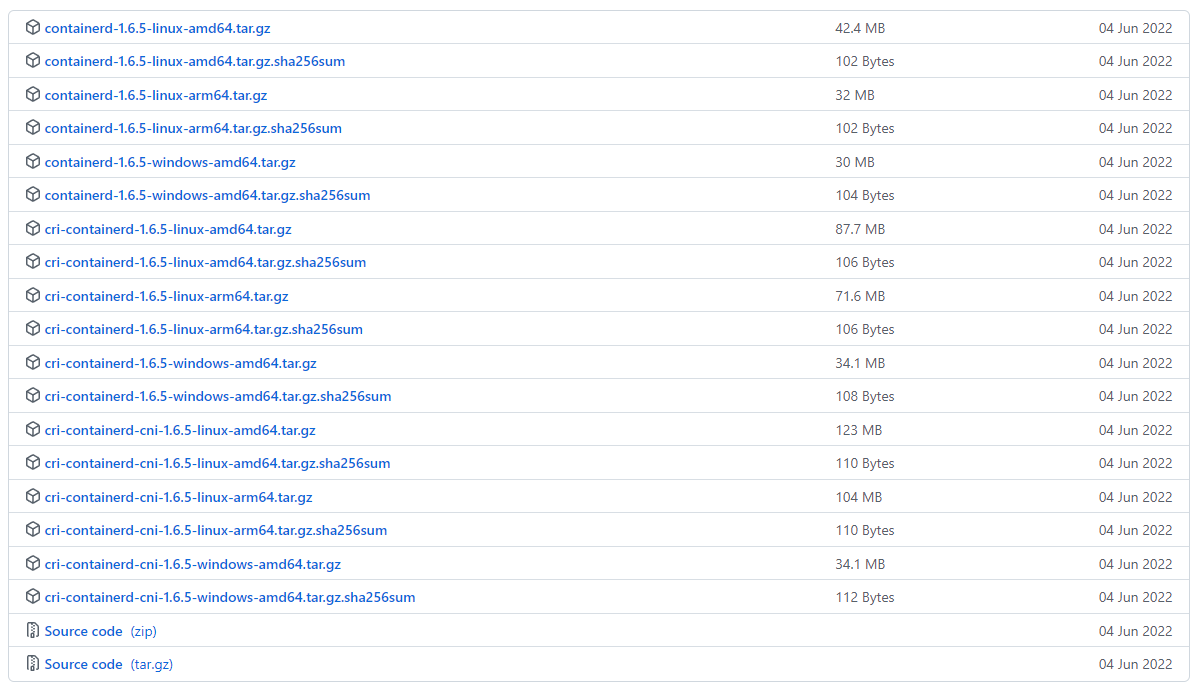 containerd-1.6.5-linux-amd64.tar.gz 42.4 MB 04 Jun 2022
containerd-1.6.5-linux-amd64.tar.gz.sha256sum 102 Bytes 04 Jun 2022
containerd-1.6.5-linux-arm64.tar.gz 32 MB 04 Jun 2022
containerd-1.6.5-linux-arm64.tar.gz.sha256sum 102 Bytes 04 Jun 2022
containerd-1.6.5-windows-amd64.tar.gz 30 MB 04 Jun 2022
containerd-1.6.5-windows-amd64.tar.gz.sha256sum 104 Bytes 04 Jun 2022
cri-containerd-1.6.5-linux-amd64.tar.gz 87.7 MB 04 Jun 2022
cri-containerd-1.6.5-linux-amd64.tar.gz.sha256sum 106 Bytes 04 Jun 2022
cri-containerd-1.6.5-linux-arm64.tar.gz 71.6 MB 04 Jun 2022
cri-containerd-1.6.5-linux-arm64.tar.gz.sha256sum 106 Bytes 04 Jun 2022
cri-containerd-1.6.5-windows-amd64.tar.gz 34.1 MB 04 Jun 2022
cri-containerd-1.6.5-windows-amd64.tar.gz.sha256sum 108 Bytes 04 Jun 2022
cri-containerd-cni-1.6.5-linux-amd64.tar.gz 123 MB 04 Jun 2022
cri-containerd-cni-1.6.5-linux-amd64.tar.gz.sha256sum 110 Bytes 04 Jun 2022
cri-containerd-cni-1.6.5-linux-arm64.tar.gz 104 MB 04 Jun 2022
cri-containerd-cni-1.6.5-linux-arm64.tar.gz.sha256sum 110 Bytes 04 Jun 2022
cri-containerd-cni-1.6.5-windows-amd64.tar.gz 34.1 MB 04 Jun 2022
cri-containerd-cni-1.6.5-windows-amd64.tar.gz.sha256sum 112 Bytes 04 Jun 2022
Source code (zip) 04 Jun 2022
Source code (tar.gz) 04 Jun 2022